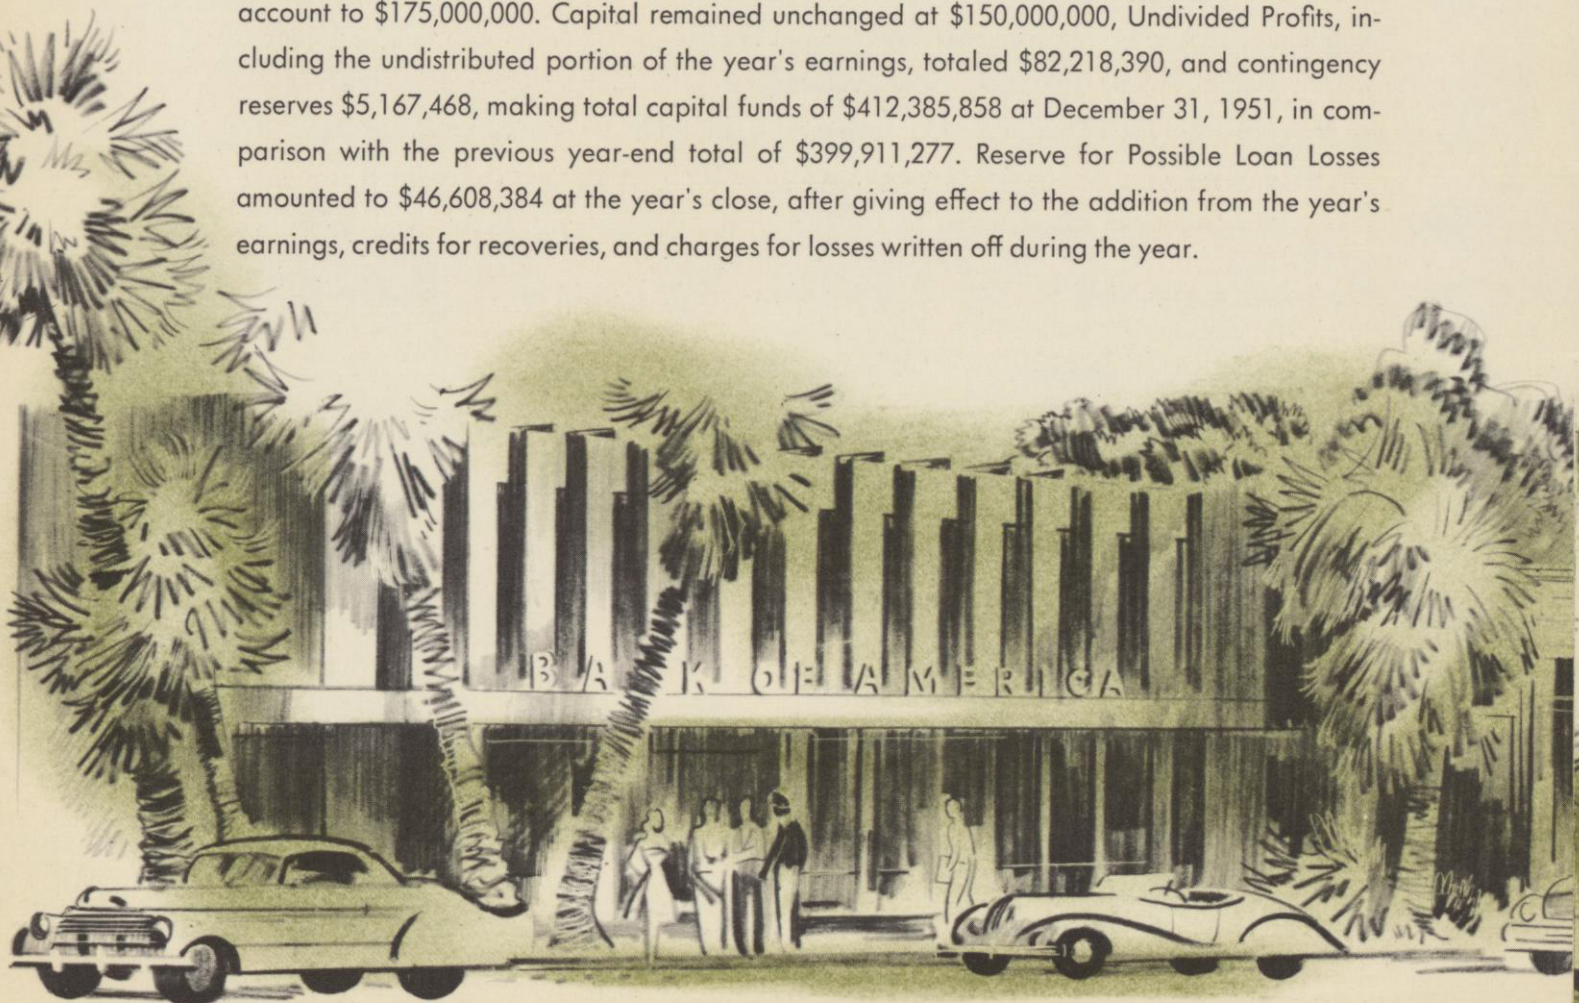 account to $175,000,000. Capital remained unchanged at $150,000,000, Undivided Profits, in-
cluding the undistributed portion of the year's earnings, totaled $82,218,390, and contingency
reserves $5,167,468, making total capital funds of $412,385,858 at December 31, 1951, in com-
parison with the previous year-end total of $399,911,277. Reserve for Possible Loan Losses
amounted to $46,608,384 at the year's close, after giving effect to the addition from the year's
earnings, credits for recoveries, and charges for losses written off during the year.
BANK OF AMERICA